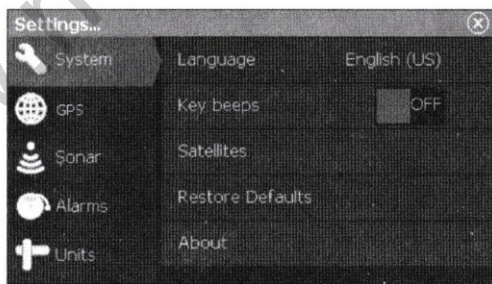 Settings...
System
GPS
Sonar
Alarms
Units
Language English (US)
Key beeps OFF
Satellites
Restore Defaults
About